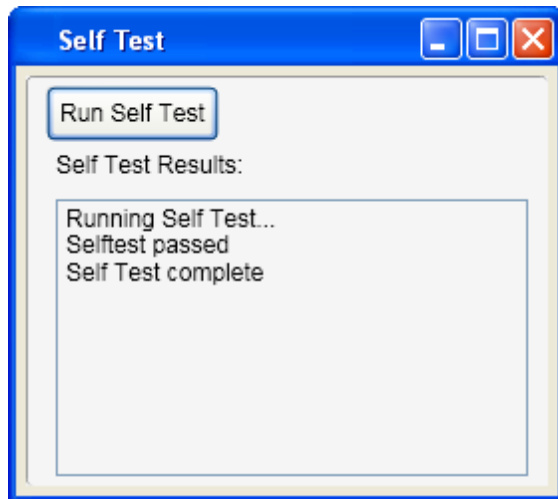 Self Test
Run Self Test
Self Test Results:
Running Self Test...
Selftest passed
Self Test complete